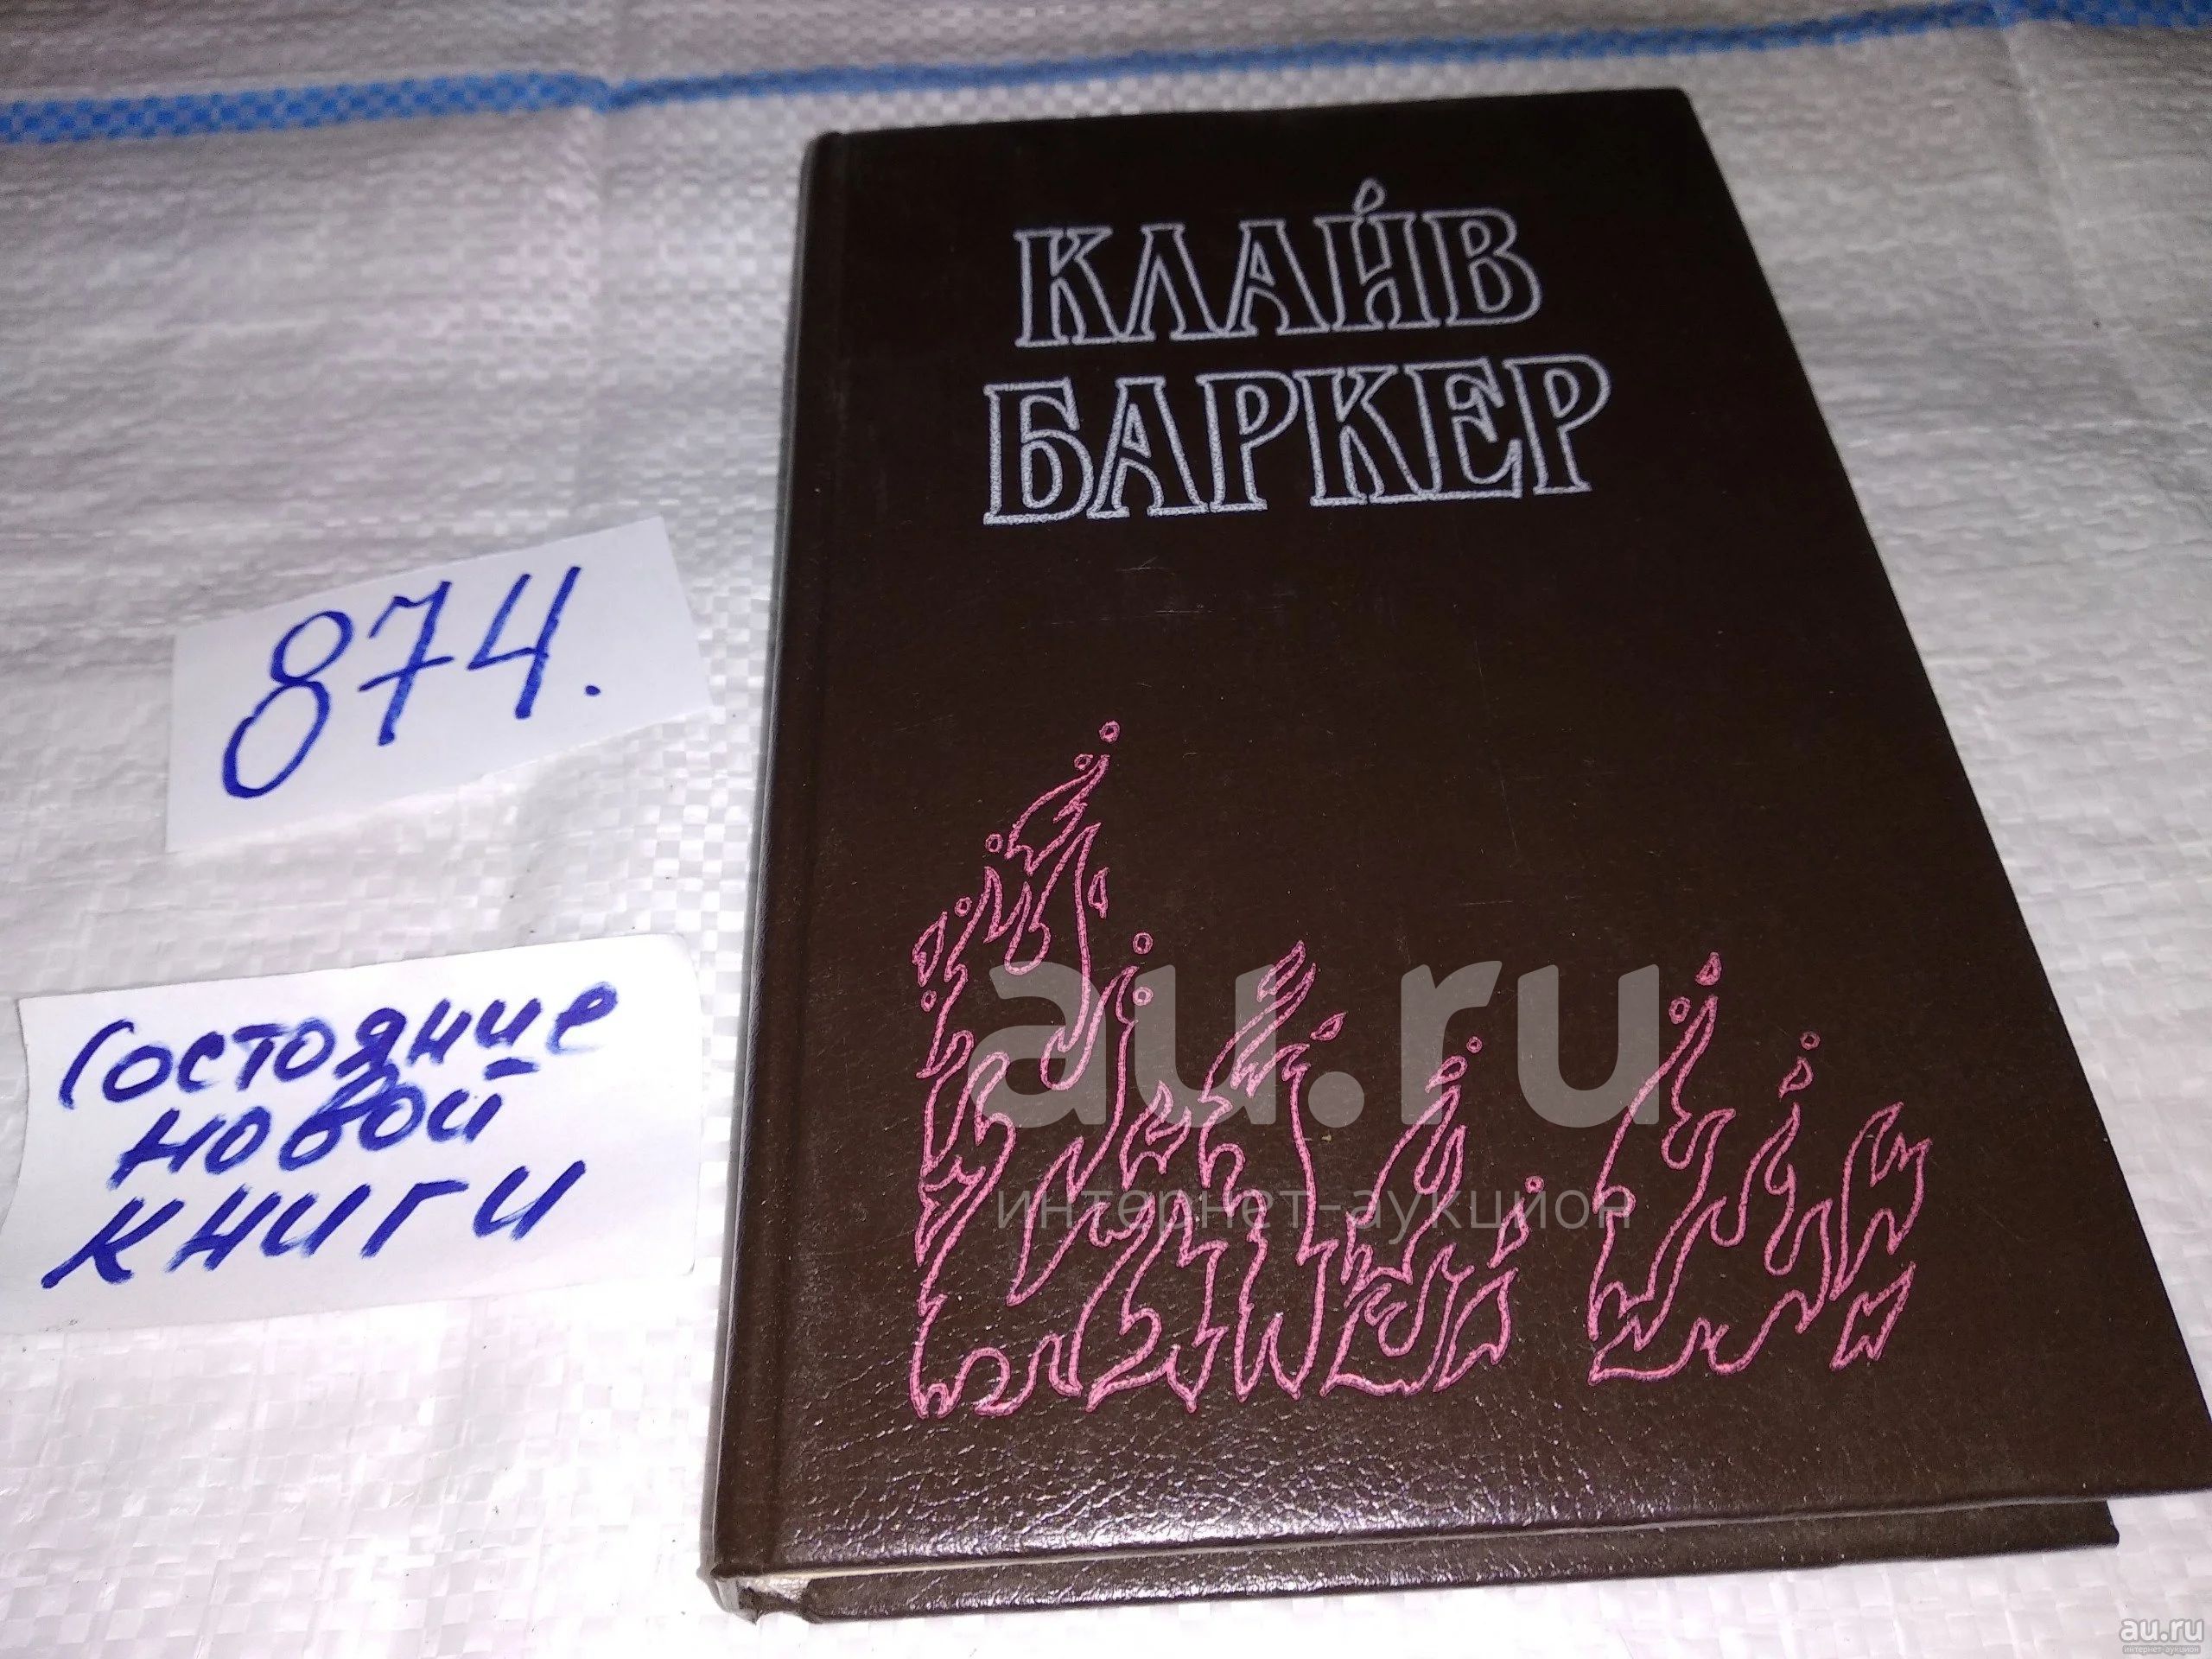 КЛАЙВ
БАРКЕР
874.
Состояние
новой
книги
au.ru
интернет-аукцион
au.ru
интернет-аукцион